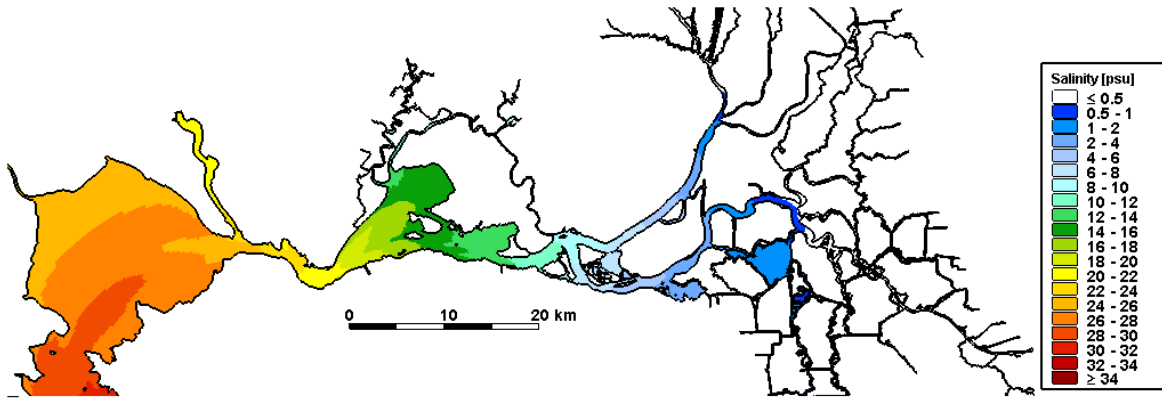 Salinity [psu]
≤ 0.5
0.5 - 1
1 - 2
2 - 4
4 - 6
6 - 8
8 - 10
10 - 12
12 - 14
14 - 16
16 - 18
18 - 20
20 - 22
22 - 24
24 - 26
26 - 28
28 - 30
30 - 32
32 - 34
≥ 34
0 10 20 km